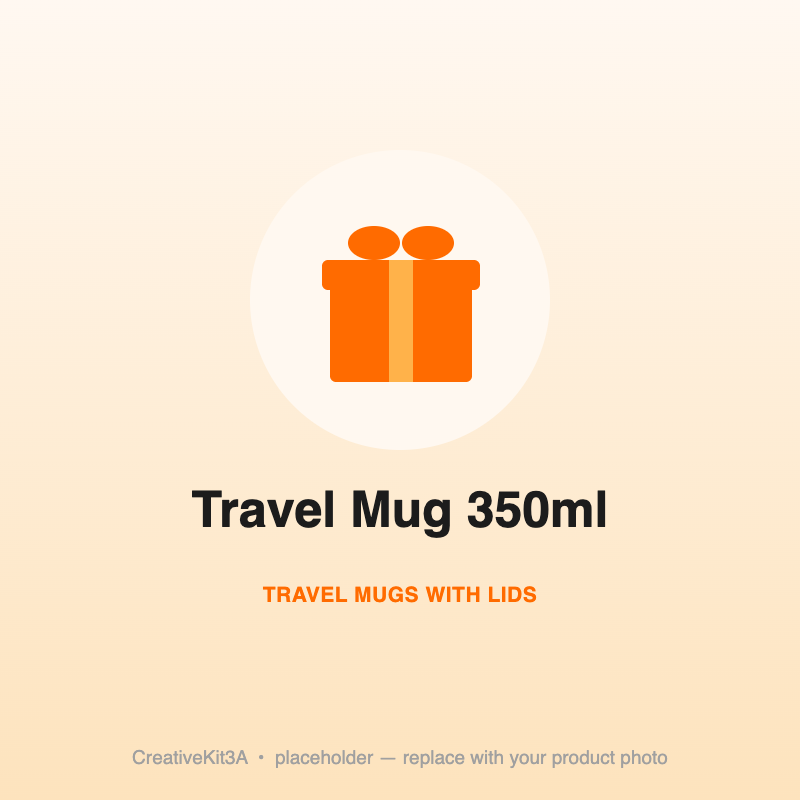 Travel Mug 350ml
TRAVEL MUGS WITH LIDS
CreativeKit3A • placeholder — replace with your product photo